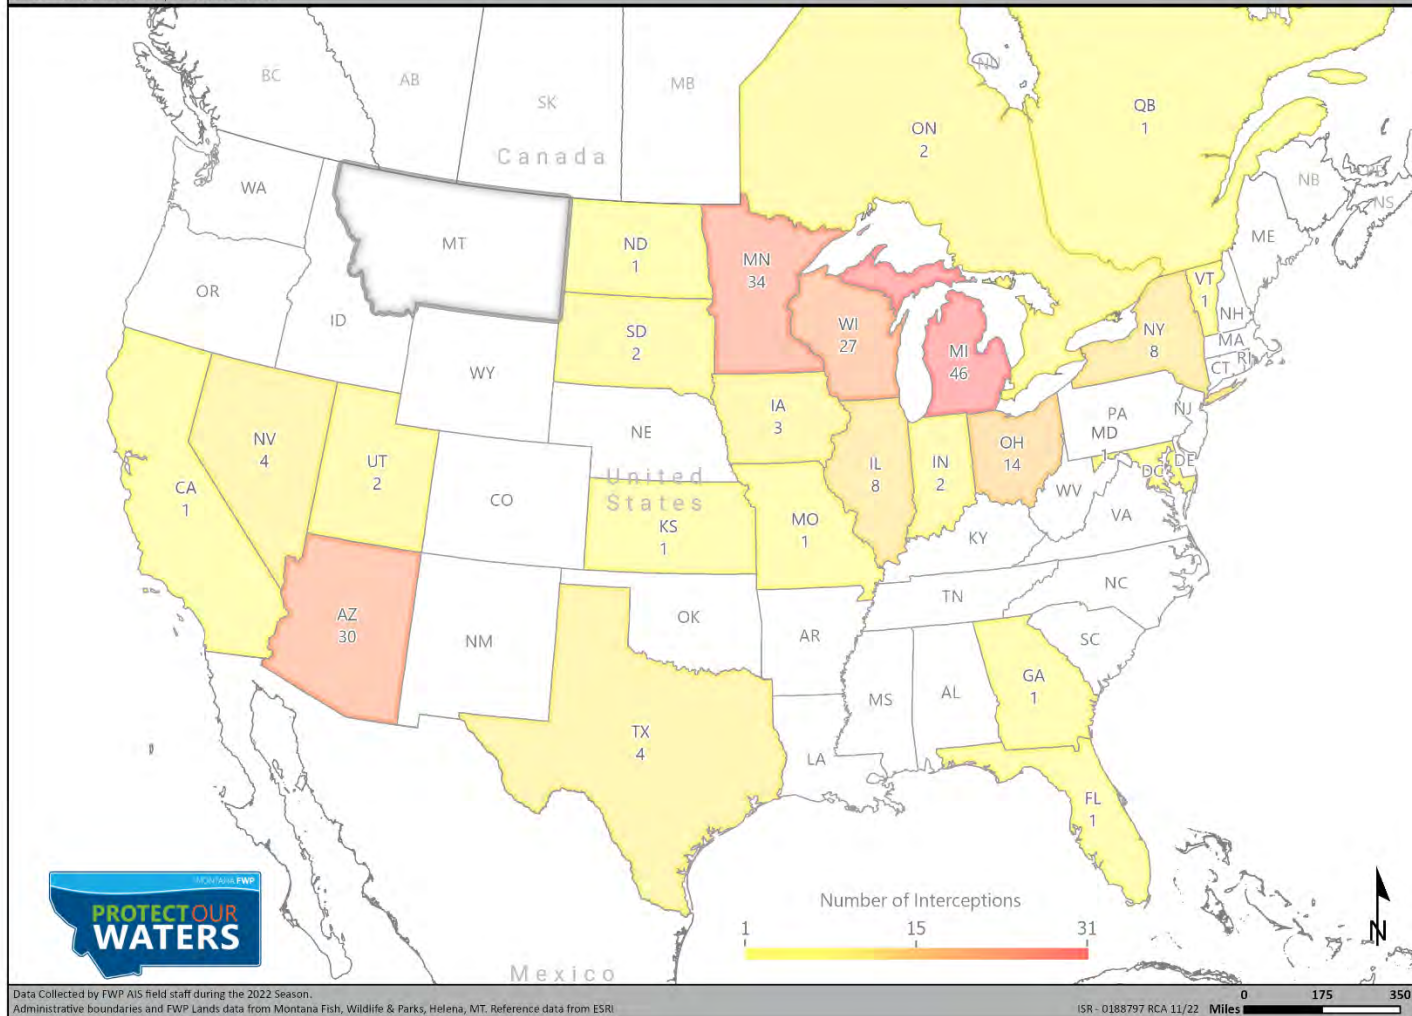 BC
AB
SK
MB
NU
QB
1
ON
2
Canada
NB
PE
NS
WA
MT
ND
1
MN
34
ME
VT
1
NH
OR
ID
SD
2
WI
27
MI
46
NY
8
MA
CT
RI
WY
IA
3
PA
NJ
MD
1
NE
NV
4
UT
2
IL
8
IN
2
OH
14
DC
DE
United
States
CA
1
CO
KS
1
MO
1
WV
VA
KY
AZ
30
NM
OK
AR
TN
NC
SC
TX
4
MS
AL
GA
1
LA
FL
1
Mexico
MONTANA FWP
PROTECT OUR
WATERS
Number of Interceptions
1 15 31
N
Data Collected by FWP AIS field staff during the 2022 Season.
Administrative boundaries and FWP Lands data from Montana Fish, Wildlife & Parks, Helena, MT. Reference data from ESRI
ISR - 0188797 RCA 11/22
Miles 0 175 350